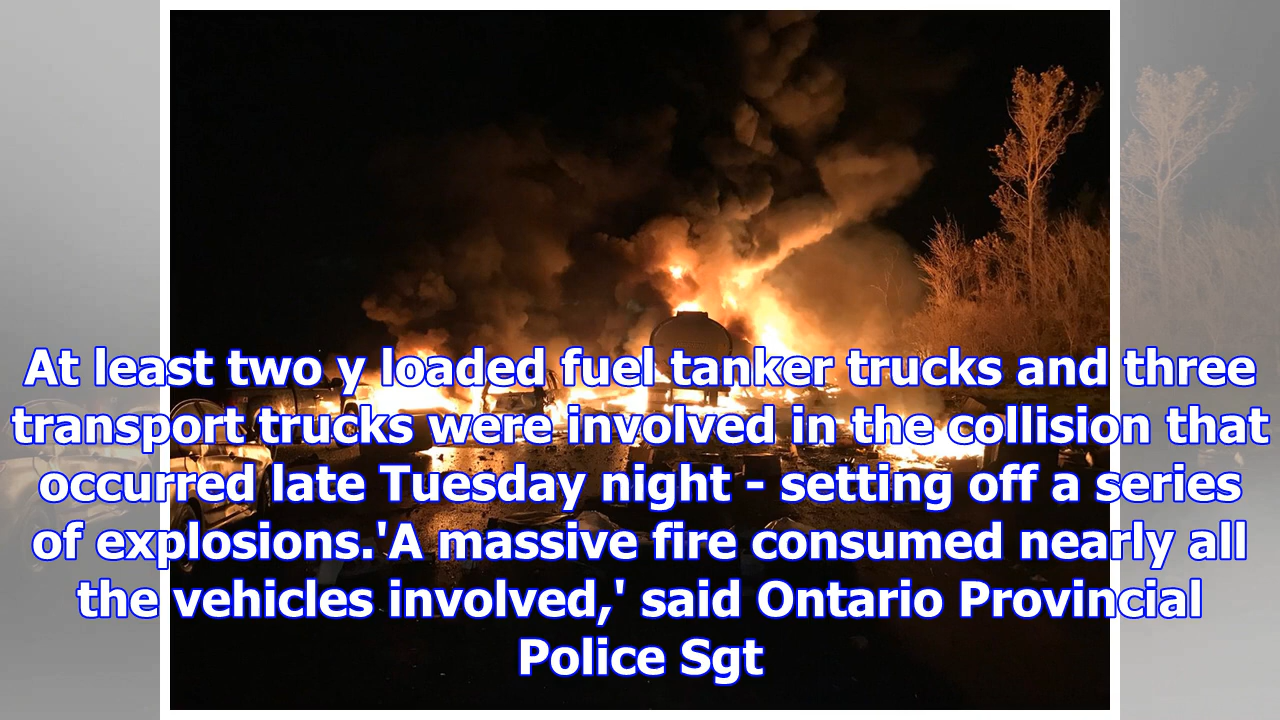 At least two y loaded fuel tanker trucks and three
transport trucks were involved in the collision that
occurred late Tuesday night - setting off a series
of explosions.'A massive fire consumed nearly all
the vehicles involved,' said Ontario Provincial
Police Sgt